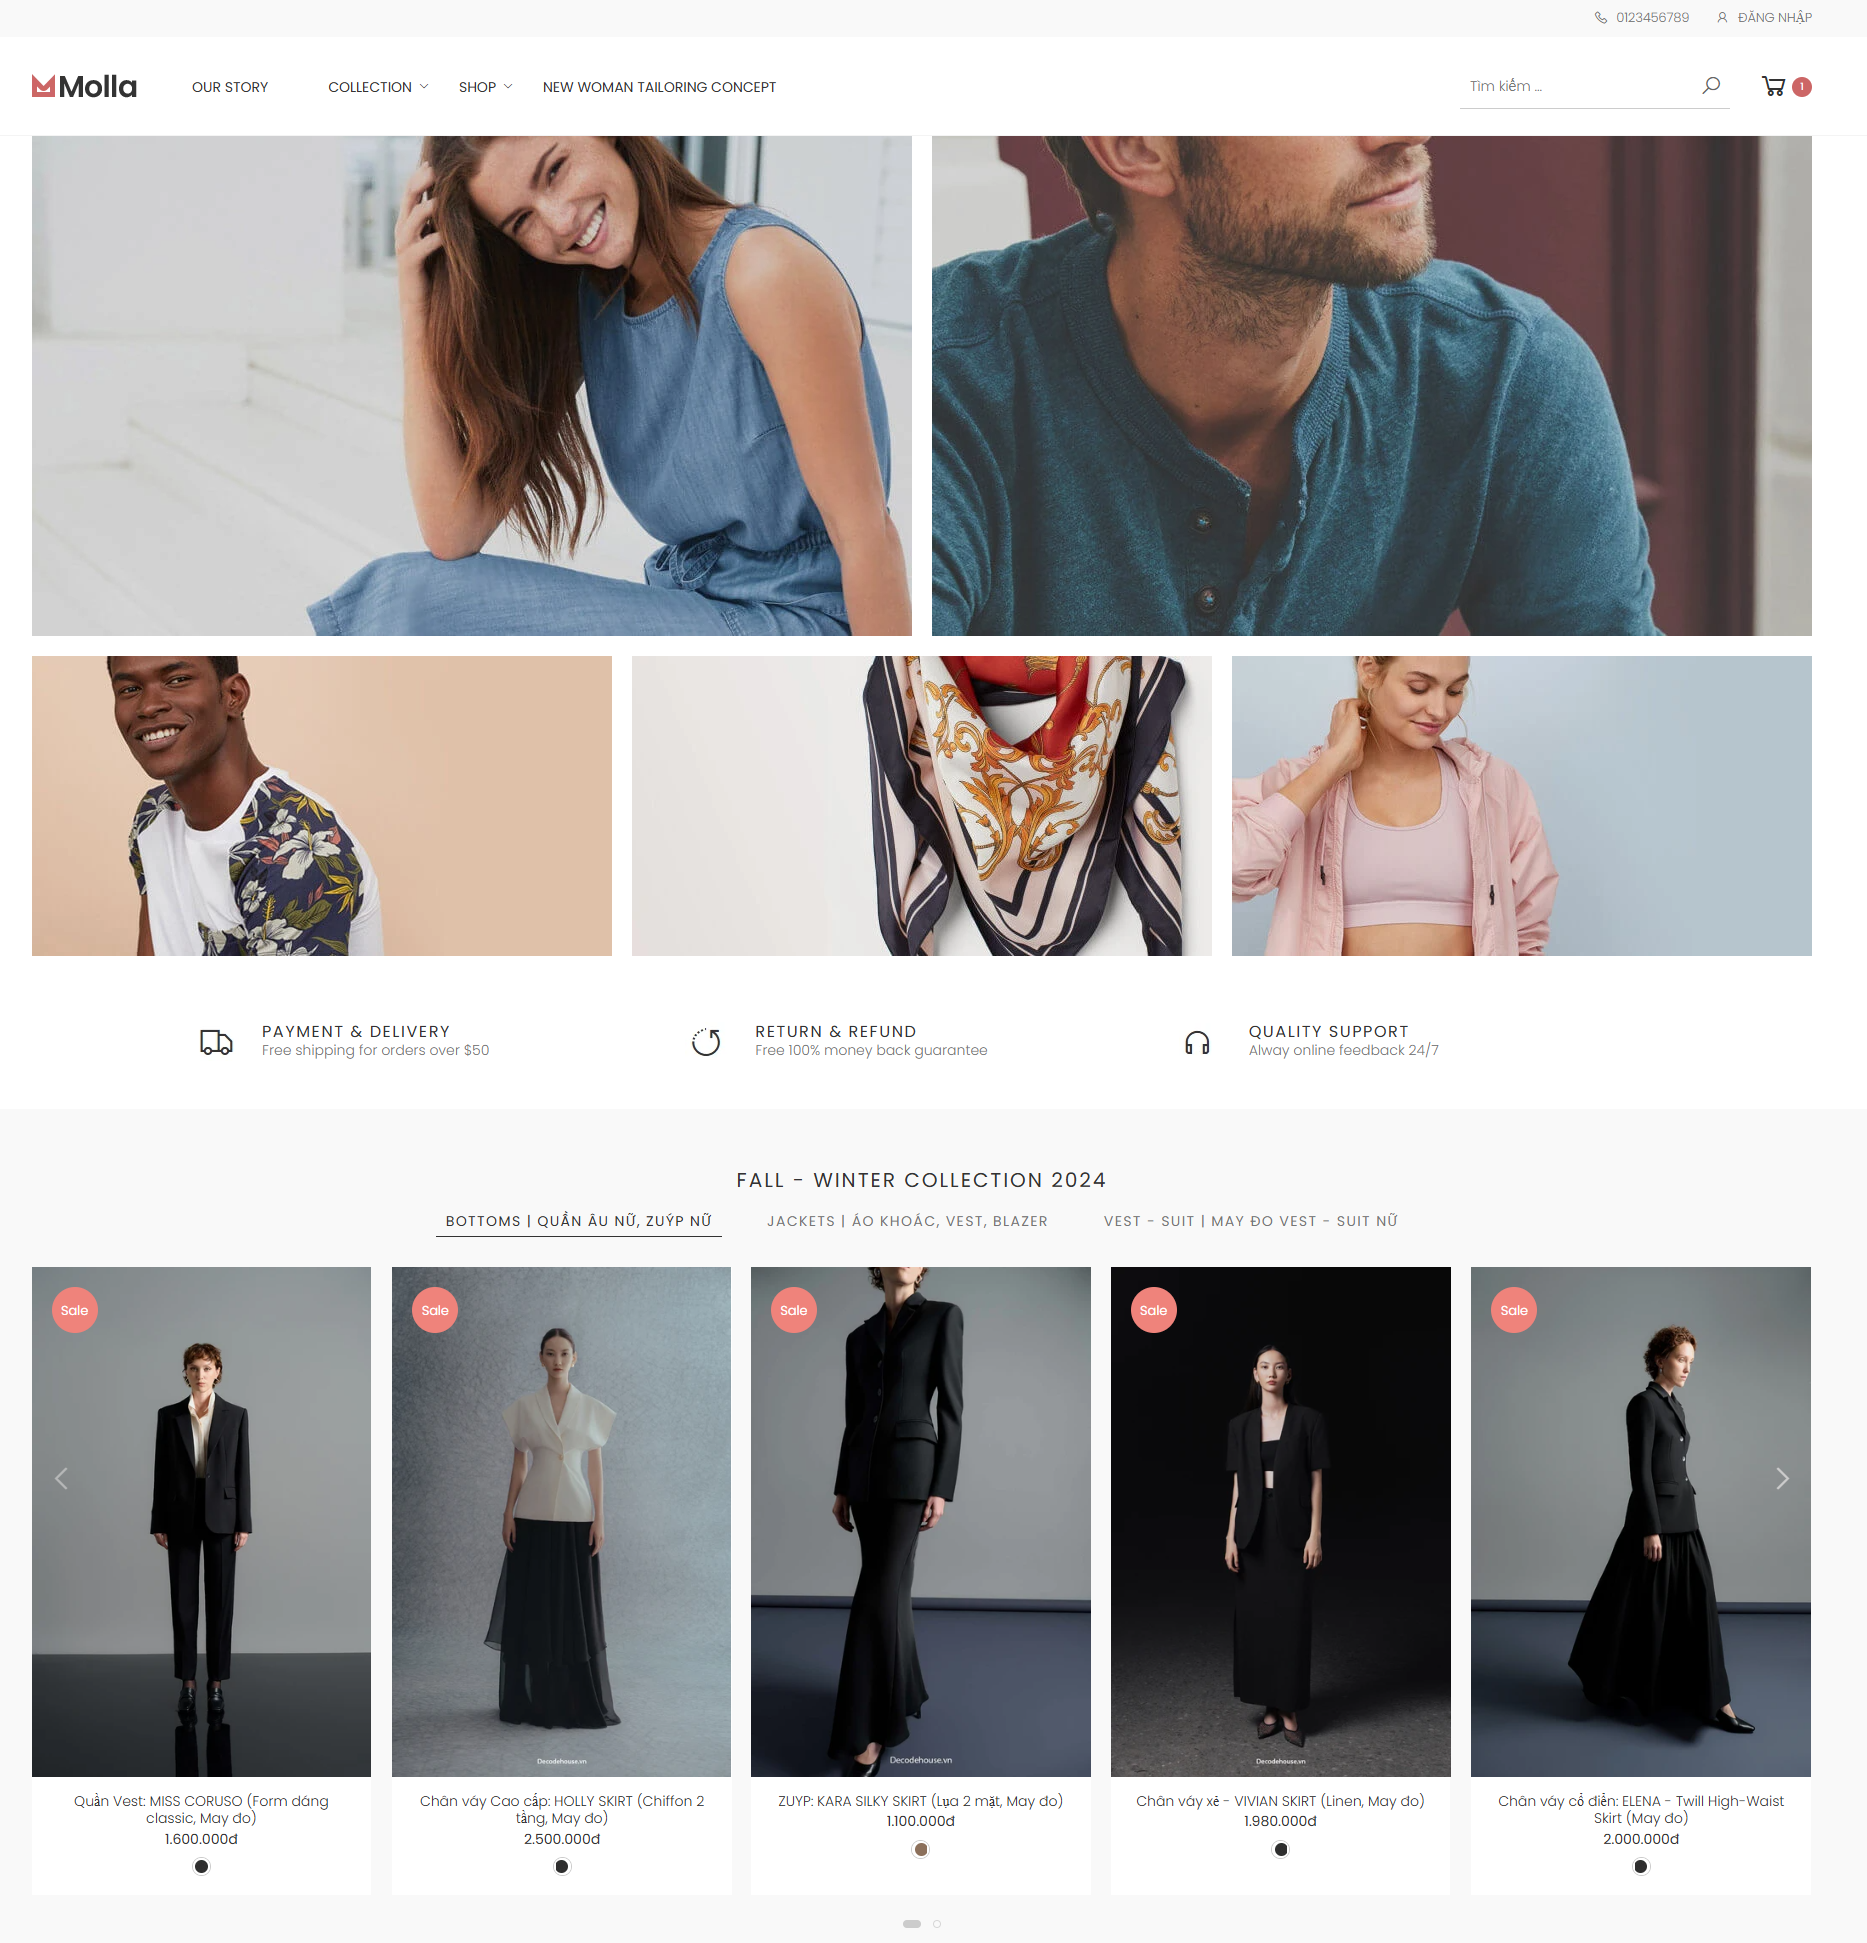 0123456789 ĐĂNG NHẬP
Molla OUR STORY COLLECTION SHOP NEW WOMAN TAILORING CONCEPT Tìm kiếm ... 1
PAYMENT & DELIVERY
Free shipping for orders over $50
RETURN & REFUND
Free 100% money back guarantee
QUALITY SUPPORT
Alway online feedback 24/7
FALL - WINTER COLLECTION 2024
BOTTOMS | QUẦN ÂU NỮ, ZUÝP NỮ JACKETS | ÁO KHOÁC, VEST, BLAZER VEST - SUIT | MAY ĐO VEST - SUIT NỮ
Sale
Quần Vest: MISS CORUSO (Form dáng
classic, May đo)
1.600.000đ
Sale
Decodehouse.vn
Chân váy Cao cấp: HOLLY SKIRT (Chiffon 2
tầng, May đo)
2.500.000đ
Sale
Decodehouse.vn
ZUYP: KARA SILKY SKIRT (Lụa 2 mặt, May đo)
1.100.000đ
Sale
Decodehouse.vn
Chân váy xẻ - VIVIAN SKIRT (Linen, May đo)
1.980.000đ
Sale
Chân váy cổ điển: ELENA - Twill High-Waist
Skirt (May đo)
2.000.000đ